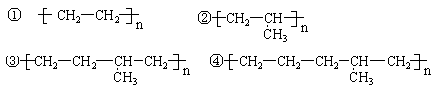 ① ⁅CH₂—CH₂⁆n ② ⁅CH₂—CH⁆n
CH₃
③ ⁅CH₂—CH₂—CH—CH₂⁆n ④ ⁅CH₂—CH₂—CH₂—CH—CH₂⁆n
CH₃ CH₃